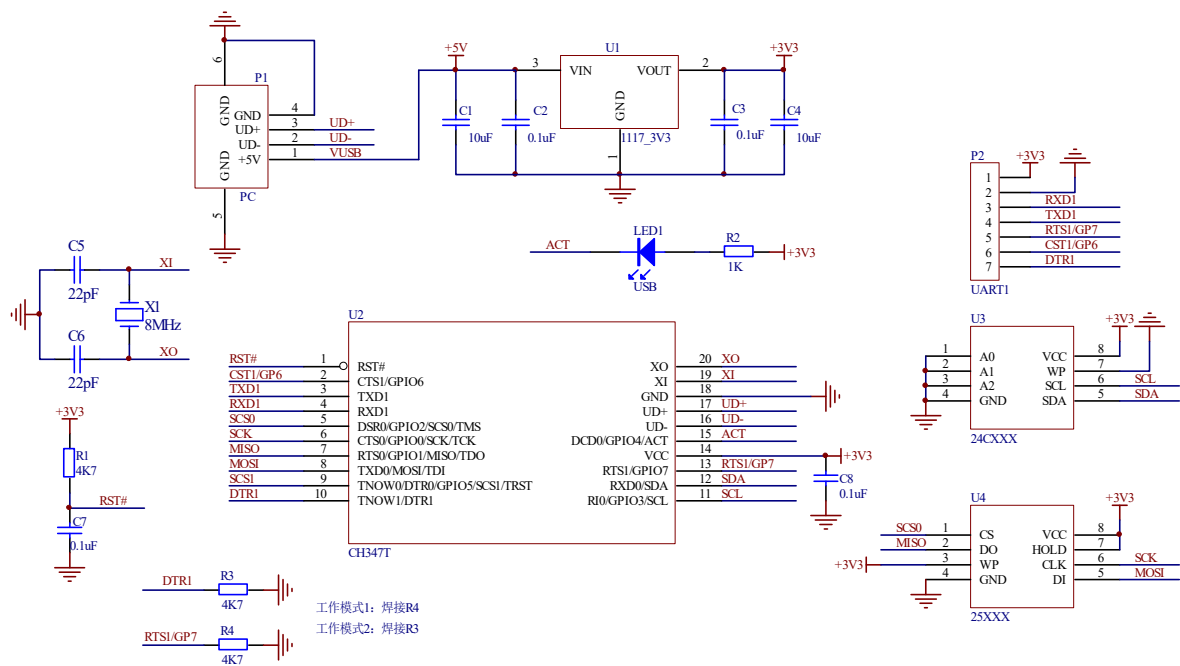 P1
6
GND
GND
4
GND
UD+
3
UD+
UD-
2
UD-
+5V
1
VUSB
GND
5
PC
+5V
U1
+3V3
3
VIN
VOUT
2
GND
1
1117_3V3
C1
10uF
C2
0.1uF
C3
0.1uF
C4
10uF
P2
+3V3
1
2
3
RXD1
4
TXD1
5
RTS1/GP7
6
CST1/GP6
7
DTR1
UART1
ACT
LED1
USB
R2
1K
+3V3
C5
22pF
XI
X1
8MHz
C6
22pF
XO
+3V3
R1
4K7
RST#
C7
0.1uF
U2
RST# 1 RST#
CST1/GP6 2 CTS1/GPIO6
TXD1 3 TXD1
RXD1 4 RXD1
SCS0 5 DSR0/GPIO2/SCS0/TMS
SCK 6 CTS0/GPIO0/SCK/TCK
MISO 7 RTS0/GPIO1/MISO/TDO
MOSI 8 TXD0/MOSI/TDI
SCS1 9 TNOW0/DTR0/GPIO5/SCS1/TRST
DTR1 10 TNOW1/DTR1
XO 20 XO
XI 19 XI
GND 18
UD+ 17 UD+
UD- 16 UD-
DCD0/GPIO4/ACT 15 ACT
VCC 14 +3V3
RTS1/GPIO7 13 RTS1/GP7
RXD0/SDA 12 SDA
RI0/GPIO3/SCL 11 SCL
CH347T
C8
0.1uF
U3
+3V3
1 A0 VCC 8
2 A1 WP 7
3 A2 SCL 6 SCL
4 GND SDA 5 SDA
24CXXX
U4
+3V3
SCS0 1 CS VCC 8
MISO 2 DO HOLD 7
+3V3 3 WP CLK 6 SCK
4 GND DI 5 MOSI
25XXX
DTR1
R3
4K7
RTS1/GP7
R4
4K7
工作模式1：焊接R4
工作模式2：焊接R3